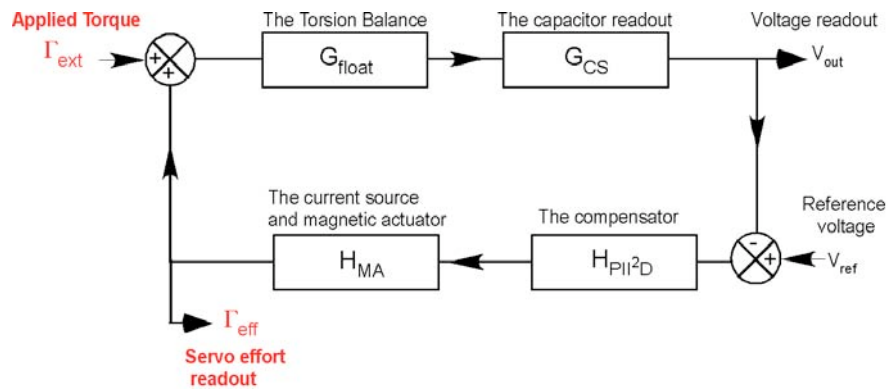 Applied Torque
The Torsion Balance
The capacitor readout
Voltage readout
Γext
+
+
Gfloat
GCS
Vout
The current source
and magnetic actuator
The compensator
Reference
voltage
HMA
HPII²D
-
+
Vref
Γeff
Servo effort
readout